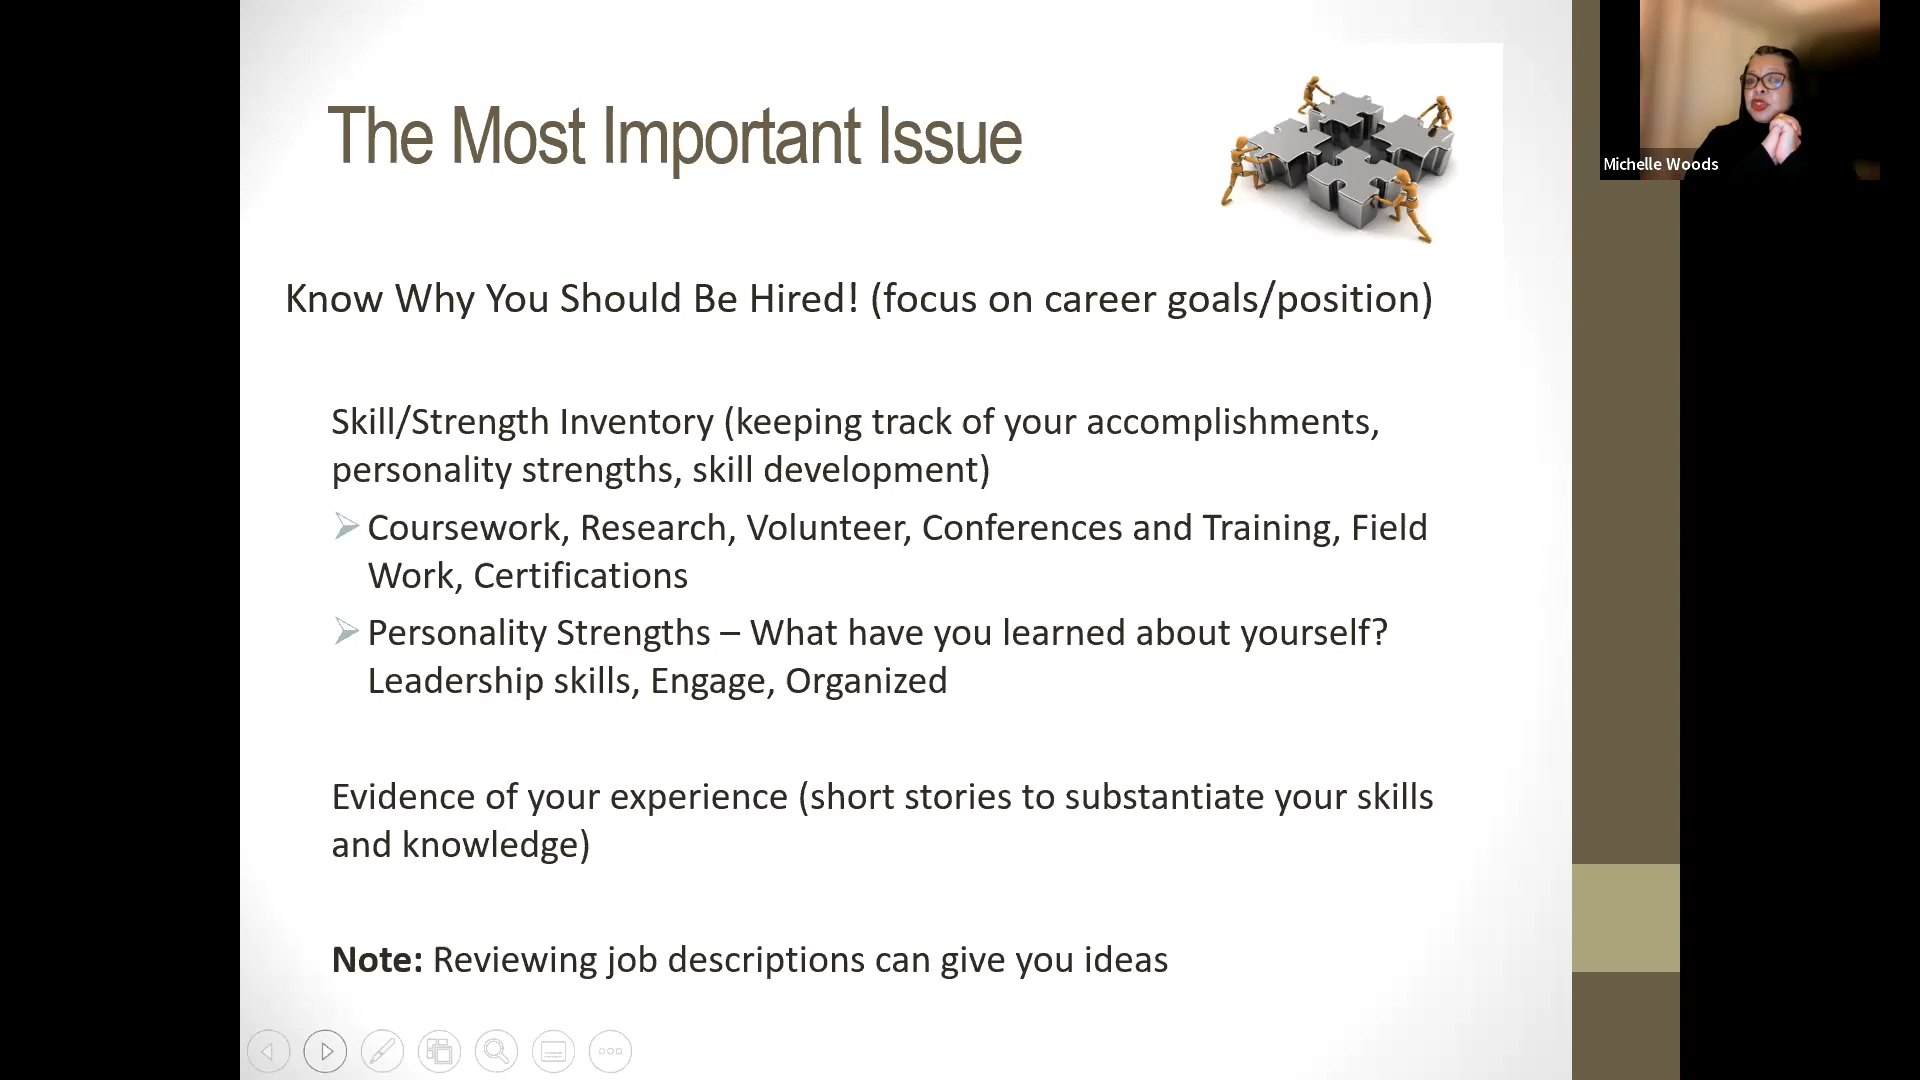 The Most Important Issue
Michelle Woods
Know Why You Should Be Hired! (focus on career goals/position)
Skill/Strength Inventory (keeping track of your accomplishments,
personality strengths, skill development)
Coursework, Research, Volunteer, Conferences and Training, Field
Work, Certifications
Personality Strengths – What have you learned about yourself?
Leadership skills, Engage, Organized
Evidence of your experience (short stories to substantiate your skills
and knowledge)
Note: Reviewing job descriptions can give you ideas